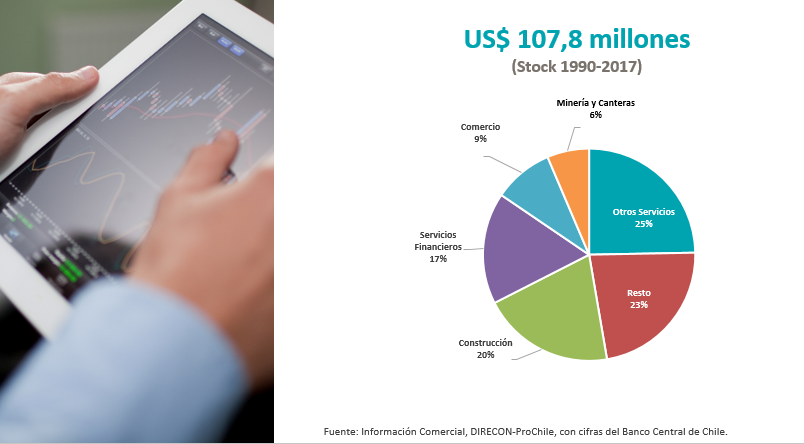 US$ 107,8 millones
(Stock 1990-2017)
Minería y Canteras
6%
Comercio
9%
Otros Servicios
25%
Servicios
Financieros
17%
Resto
23%
Construcción
20%
Fuente: Información Comercial, DIRECON-ProChile, con cifras del Banco Central de Chile.